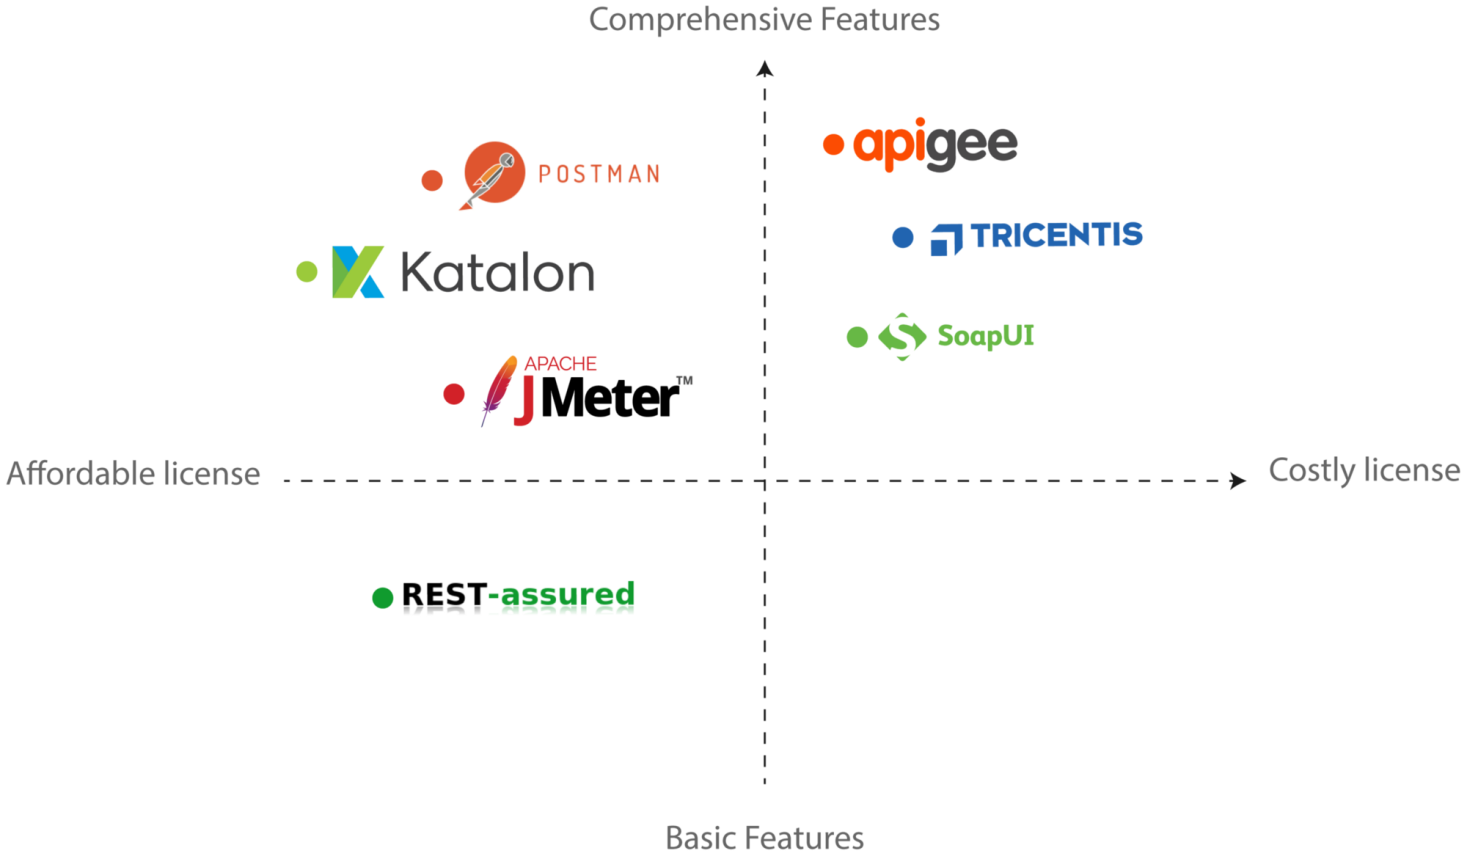 Comprehensive Features
apigee
POSTMAN
TRICENTIS
Katalon
SoapUI
APACHE
JMeter™
Affordable license
Costly license
REST-assured
Basic Features